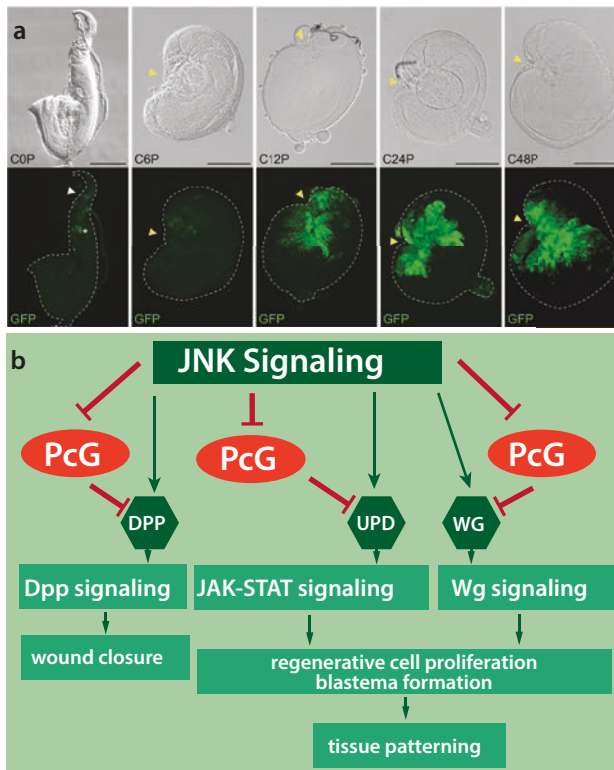 a
C0P
C6P
C12P
C24P
C48P
GFP
GFP
GFP
GFP
GFP
b
JNK Signaling
PcG
PcG
PcG
DPP
UPD
WG
Dpp signaling
JAK-STAT signaling
Wg signaling
wound closure
regenerative cell proliferation
blastema formation
tissue patterning